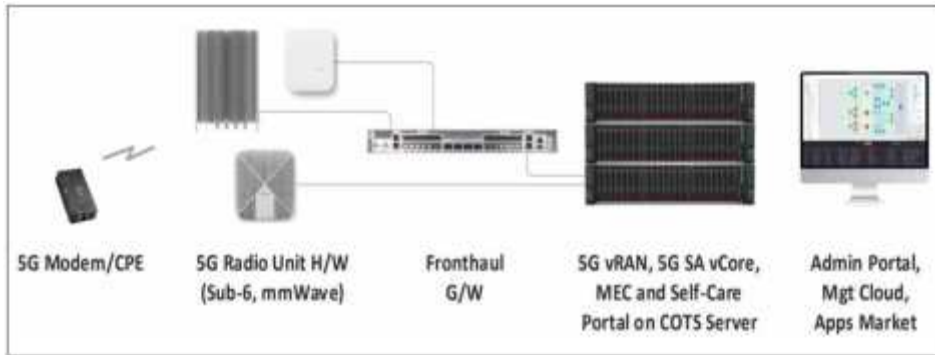 5G Modem/CPE
5G Radio Unit H/W
(Sub-6, mmWave)
Fronthaul
G/W
5G vRAN, 5G SA vCore,
MEC and Self-Care
Portal on COTS Server
Admin Portal,
Mgt Cloud,
Apps Market